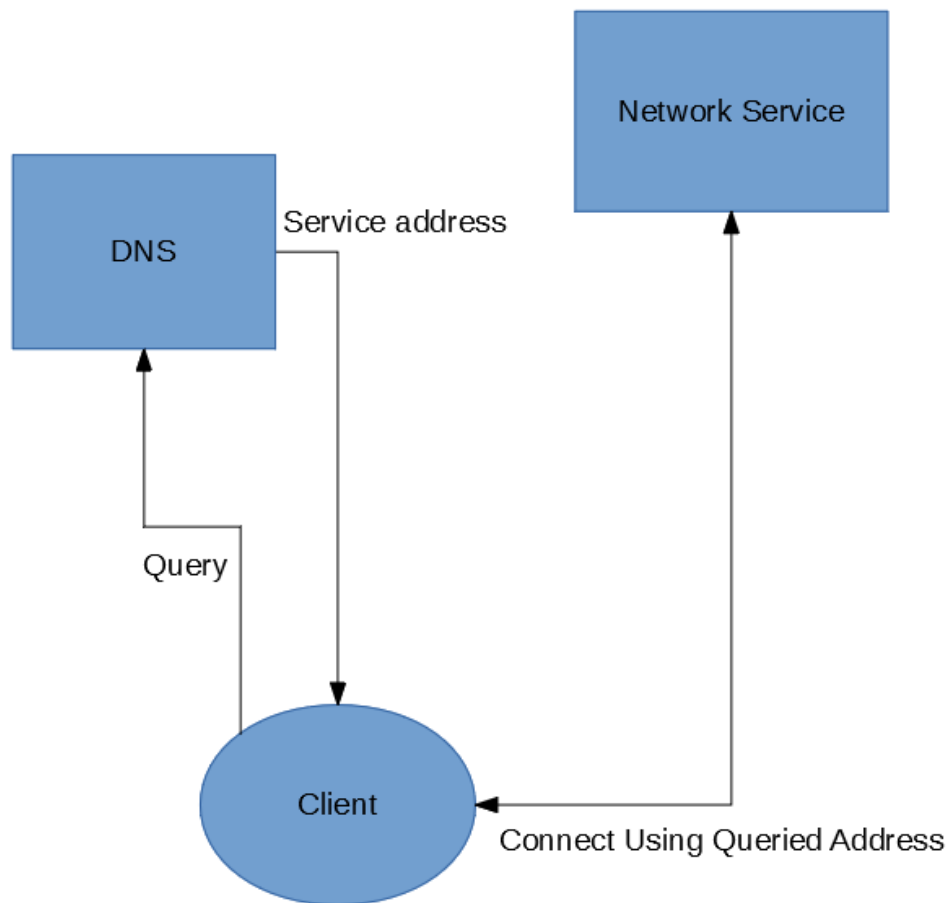 Network Service
DNS
Service address
Query
Client
Connect Using Queried Address